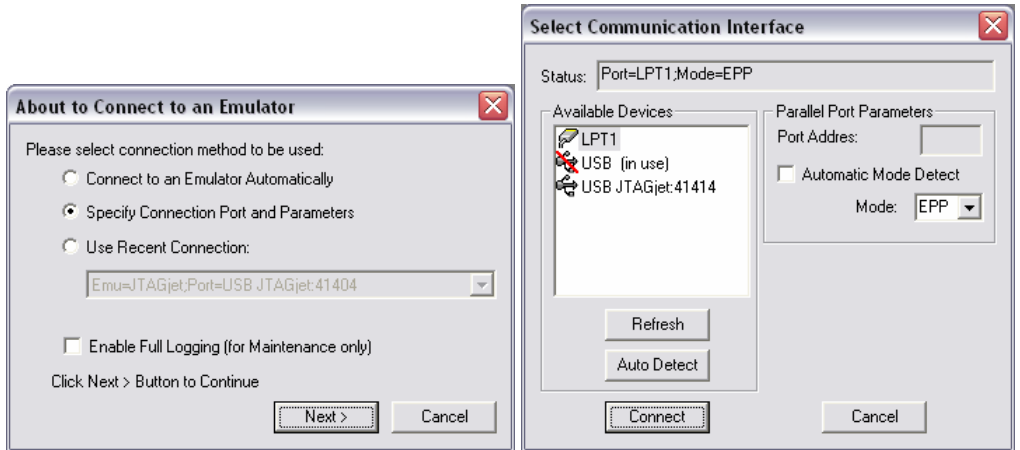 About to Connect to an Emulator
Please select connection method to be used:
Connect to an Emulator Automatically
Specify Connection Port and Parameters
Use Recent Connection:
Emu=JTAGjet;Port=USB JTAGjet:41404
Enable Full Logging (for Maintenance only)
Click Next > Button to Continue
Next >
Cancel
Select Communication Interface
Status: Port=LPT1;Mode=EPP
Available Devices
LPT1
USB (in use)
USB JTAGjet:41414
Refresh
Auto Detect
Parallel Port Parameters
Port Addres:
Automatic Mode Detect
Mode: EPP
Connect
Cancel